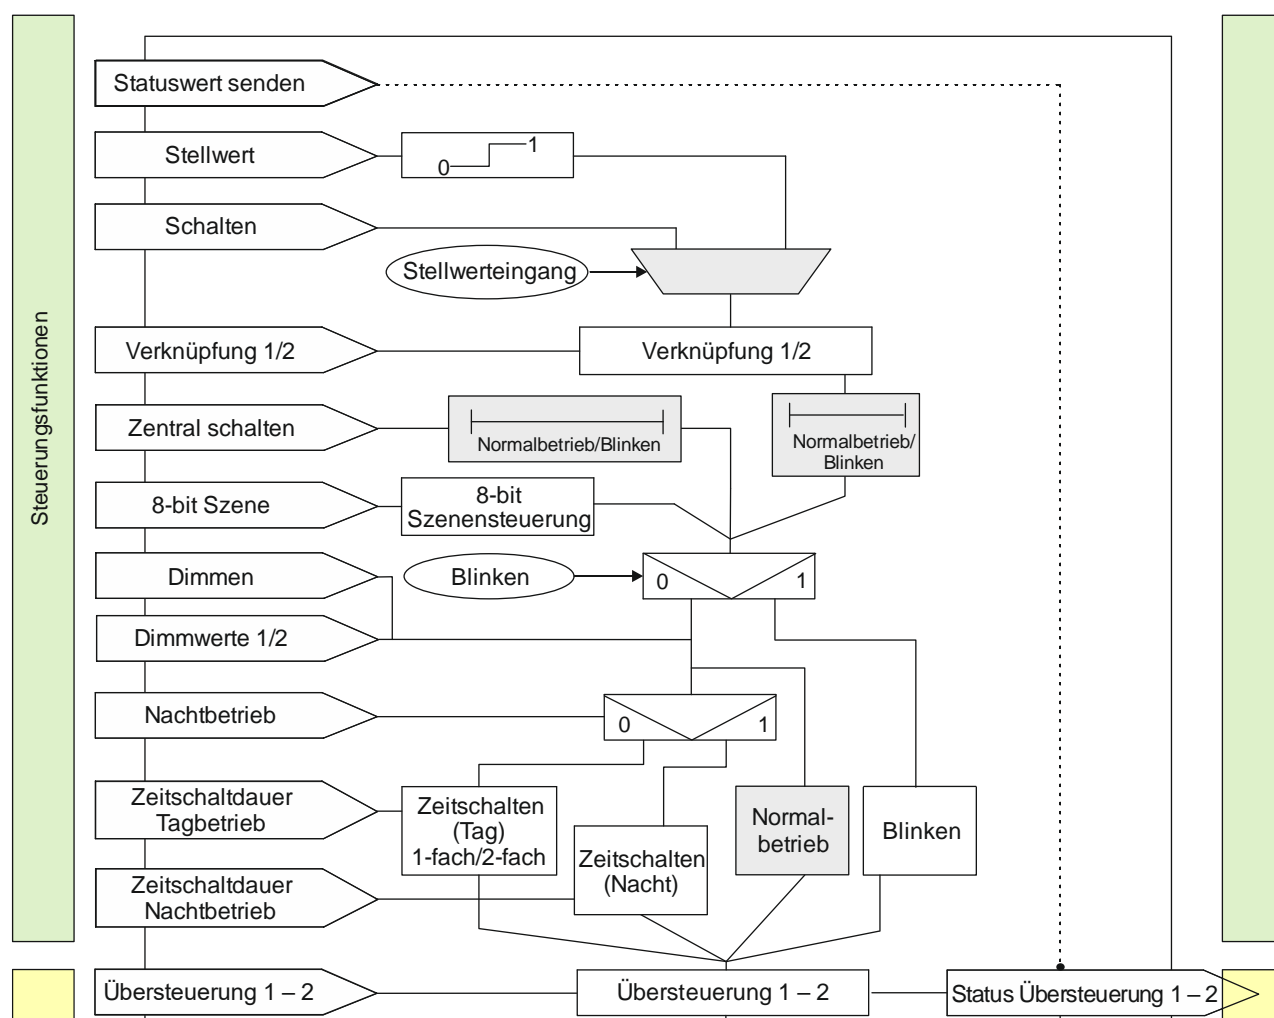 Steuerungsfunktionen
Statuswert senden
Stellwert
0
1
Schalten
Stellwerteingang
Verknüpfung 1/2
Verknüpfung 1/2
Zentral schalten
Normalbetrieb/Blinken
Normalbetrieb/
Blinken
8-bit Szene
8-bit
Szenensteuerung
Dimmen
Blinken
0
1
Dimmwerte 1/2
Nachtbetrieb
0
1
Zeitschaltdauer
Tagbetrieb
Zeitschalten
(Tag)
1-fach/2-fach
Normal-
betrieb
Blinken
Zeitschalten
(Nacht)
Zeitschaltdauer
Nachtbetrieb
Übersteuerung 1 – 2
Übersteuerung 1 – 2
Status Übersteuerung 1 – 2